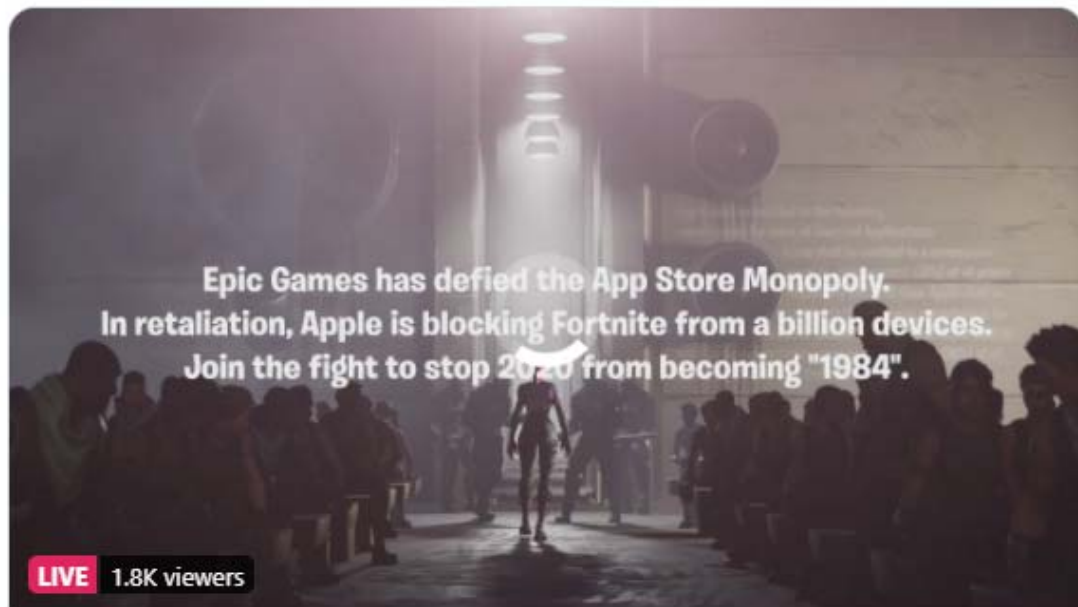 Epic Games has defied the App Store Monopoly.
In retaliation, Apple is blocking Fortnite from a billion devices.
Join the fight to stop 2020 from becoming "1984".
LIVE 1.8K viewers